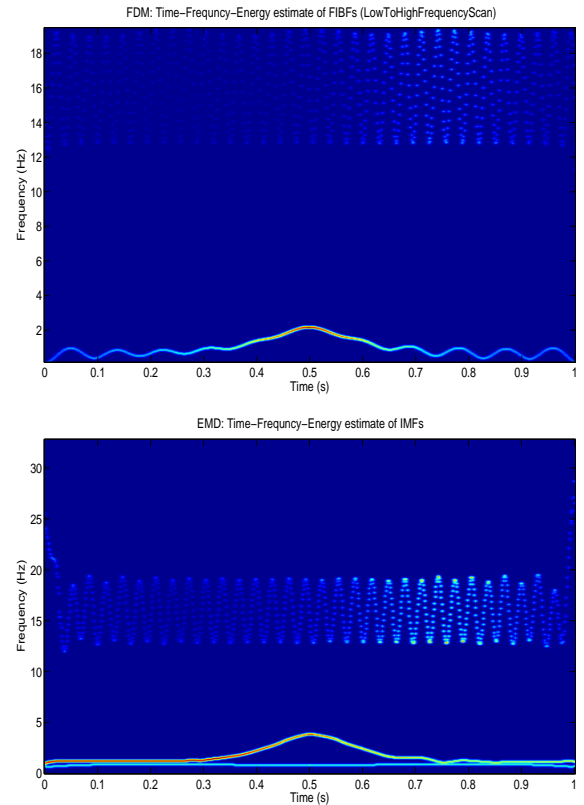 FDM: Time-Frequncy-Energy estimate of FIBFs (LowToHighFrequencyScan)
18
16
14
12
10
8
6
4
2
Frequency (Hz)
0 0.1 0.2 0.3 0.4 0.5 0.6 0.7 0.8 0.9 1
Time (s)
EMD: Time-Frequncy-Energy estimate of IMFs
30
25
20
15
10
5
0
Frequency (Hz)
0 0.1 0.2 0.3 0.4 0.5 0.6 0.7 0.8 0.9 1
Time (s)